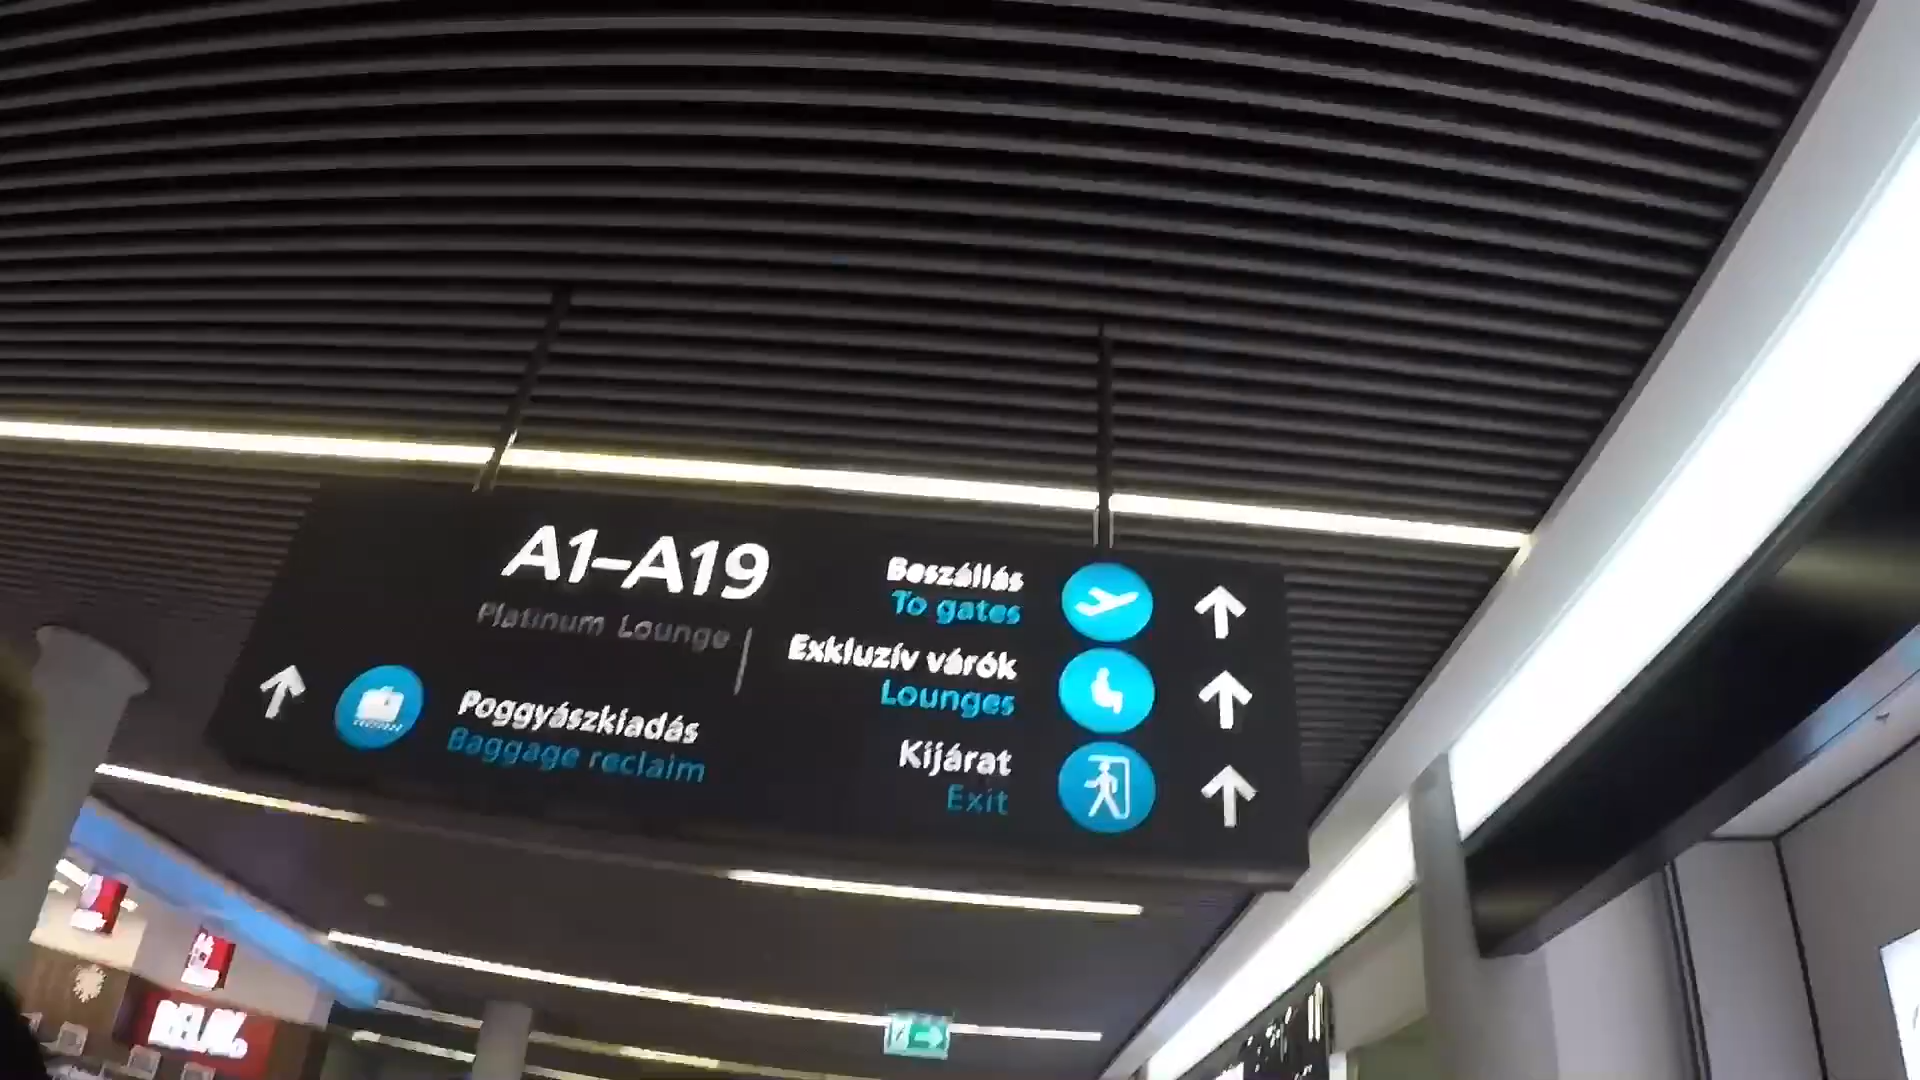 A1–A19
Platinum Lounge
Poggyászkiadás
Baggage reclaim
Beszállás
To gates
Exkluzív várók
Lounges
Kijárat
Exit
RELAY